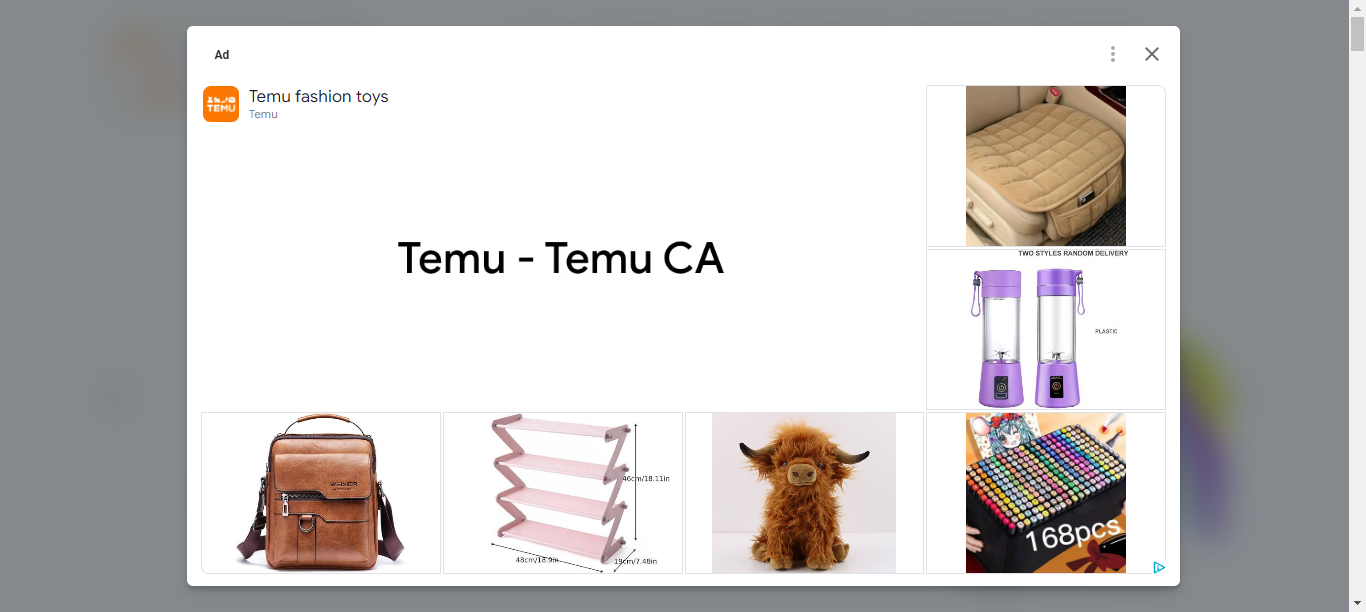 Ad
TEMU
Temu fashion toys
Temu
Temu - Temu CA
TWO STYLES RANDOM DELIVERY
PLASTIC
WEIXIER
46cm/18.11in
48cm/18.9in
19cm/7.48in
168pcs